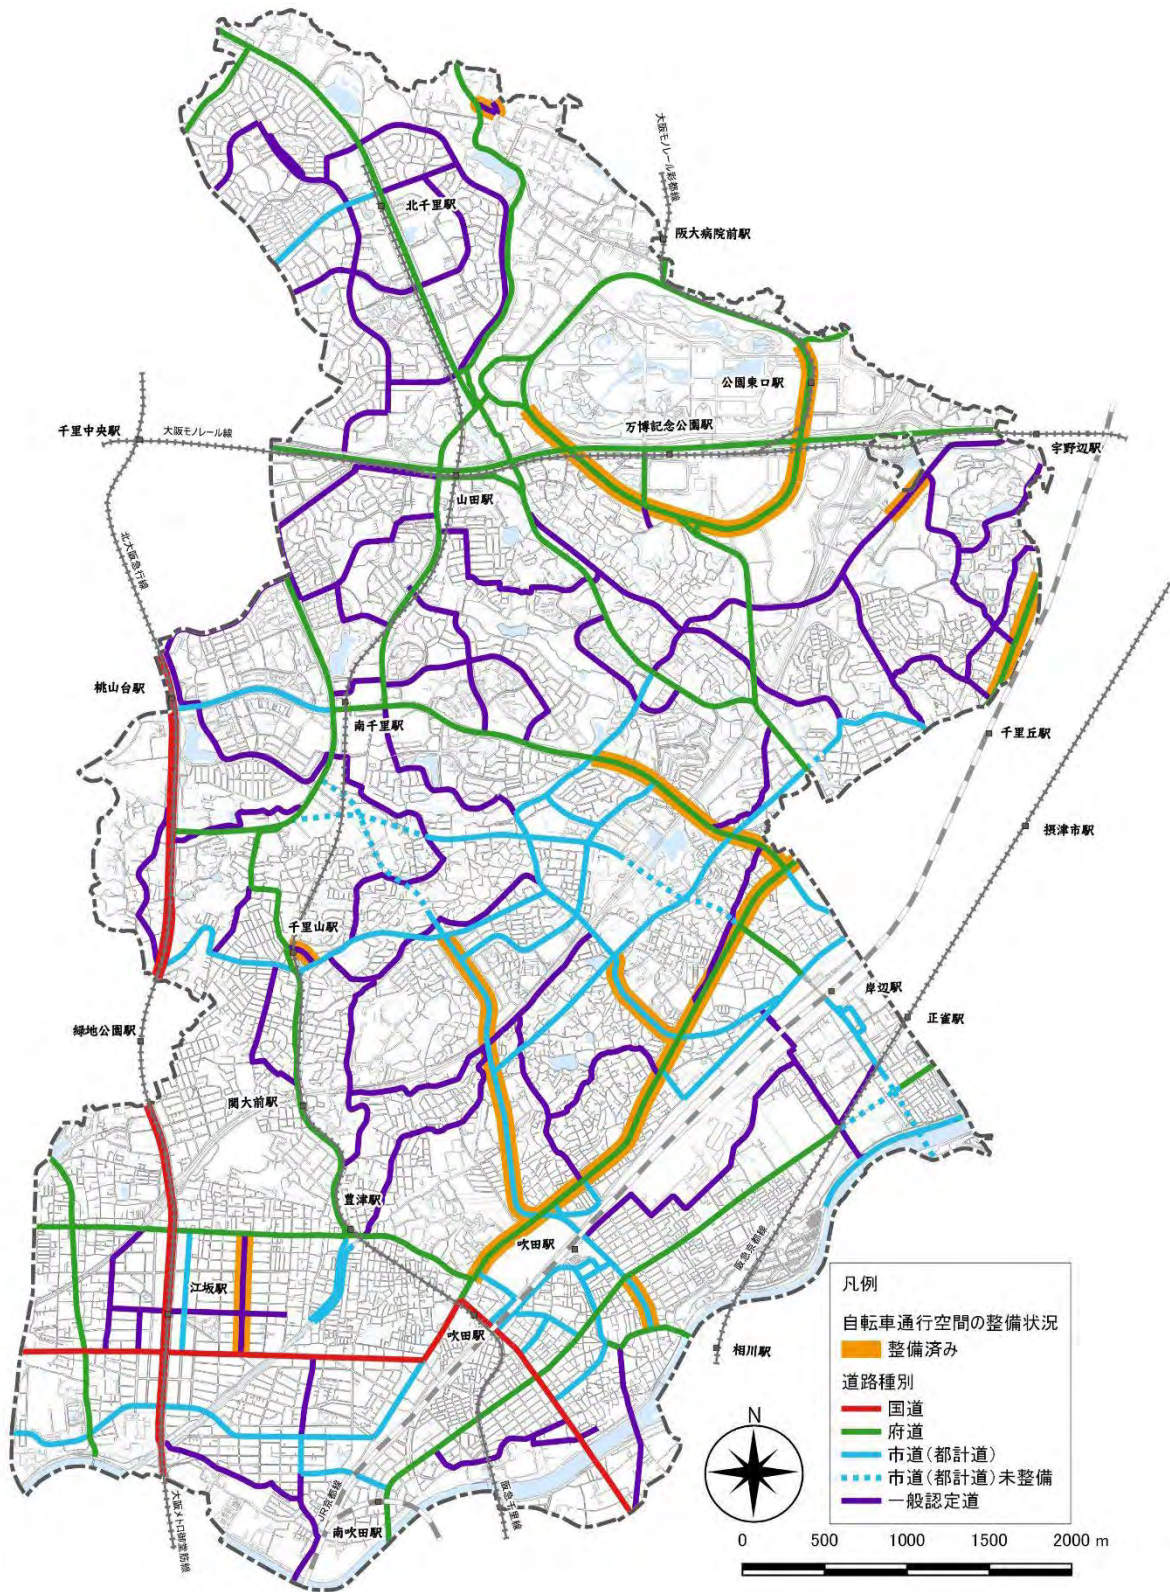 大阪モノレール彩都線
北千里駅
阪大病院前駅
公園東口駅
万博記念公園駅
千里中央駅
大阪モノレール線
宇野辺駅
山田駅
北大阪急行線
桃山台駅
南千里駅
千里丘駅
摂津市駅
千里山駅
岸辺駅
正雀駅
緑地公園駅
関大前駅
豊津駅
吹田駅
阪急京都線
江坂駅
吹田駅
相川駅
凡例
自転車通行空間の整備状況
整備済み
道路種別
国道
府道
市道(都計道)
市道(都計道)未整備
一般認定道
N
大阪メトロ御堂筋線
JR京都線
南吹田駅
阪急千里線
0 500 1000 1500 2000 m